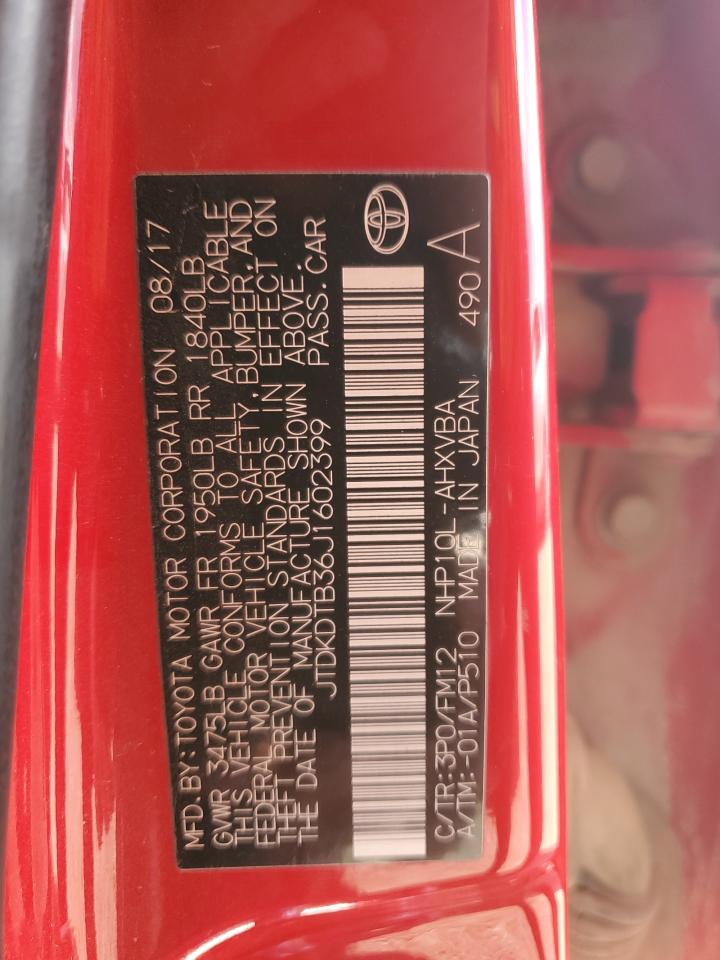 MFD.BY:TOYOTA MOTOR CORPORATION 08/17
GVWR 3475LB GAWR FR 1950LB RR 1840LB
THIS VEHICLE CONFORMS TO ALL APPLICABLE
FEDERAL MOTOR VEHICLE SAFETY,BUMPER,AND
THEFT PREVENTION STANDARDS IN EFFECT ON
THE DATE OF MANUFACTURE SHOWN ABOVE.
JTDKDTB36J1602399 PASS.CAR
C/TR:3P0/FM12 NHP10L-AHXVBA
A/TM:-01A/P510 MADE IN JAPAN 490 A